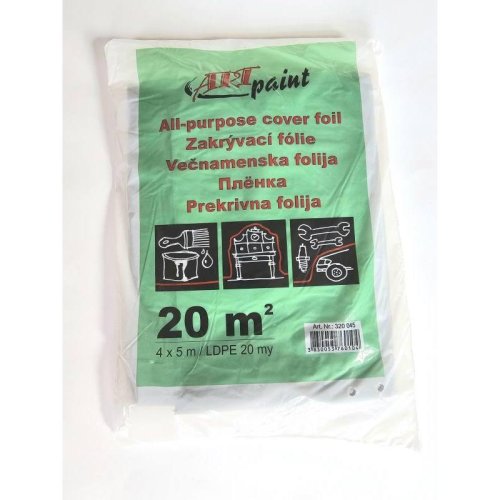 ART
paint
All-purpose cover foil
Zakrývací fólie
Večnamenska folija
Плёнка
Prekrivna folija
20 m²
4 x 5 m / LDPE 20 my
Art. Nr.: 320 045